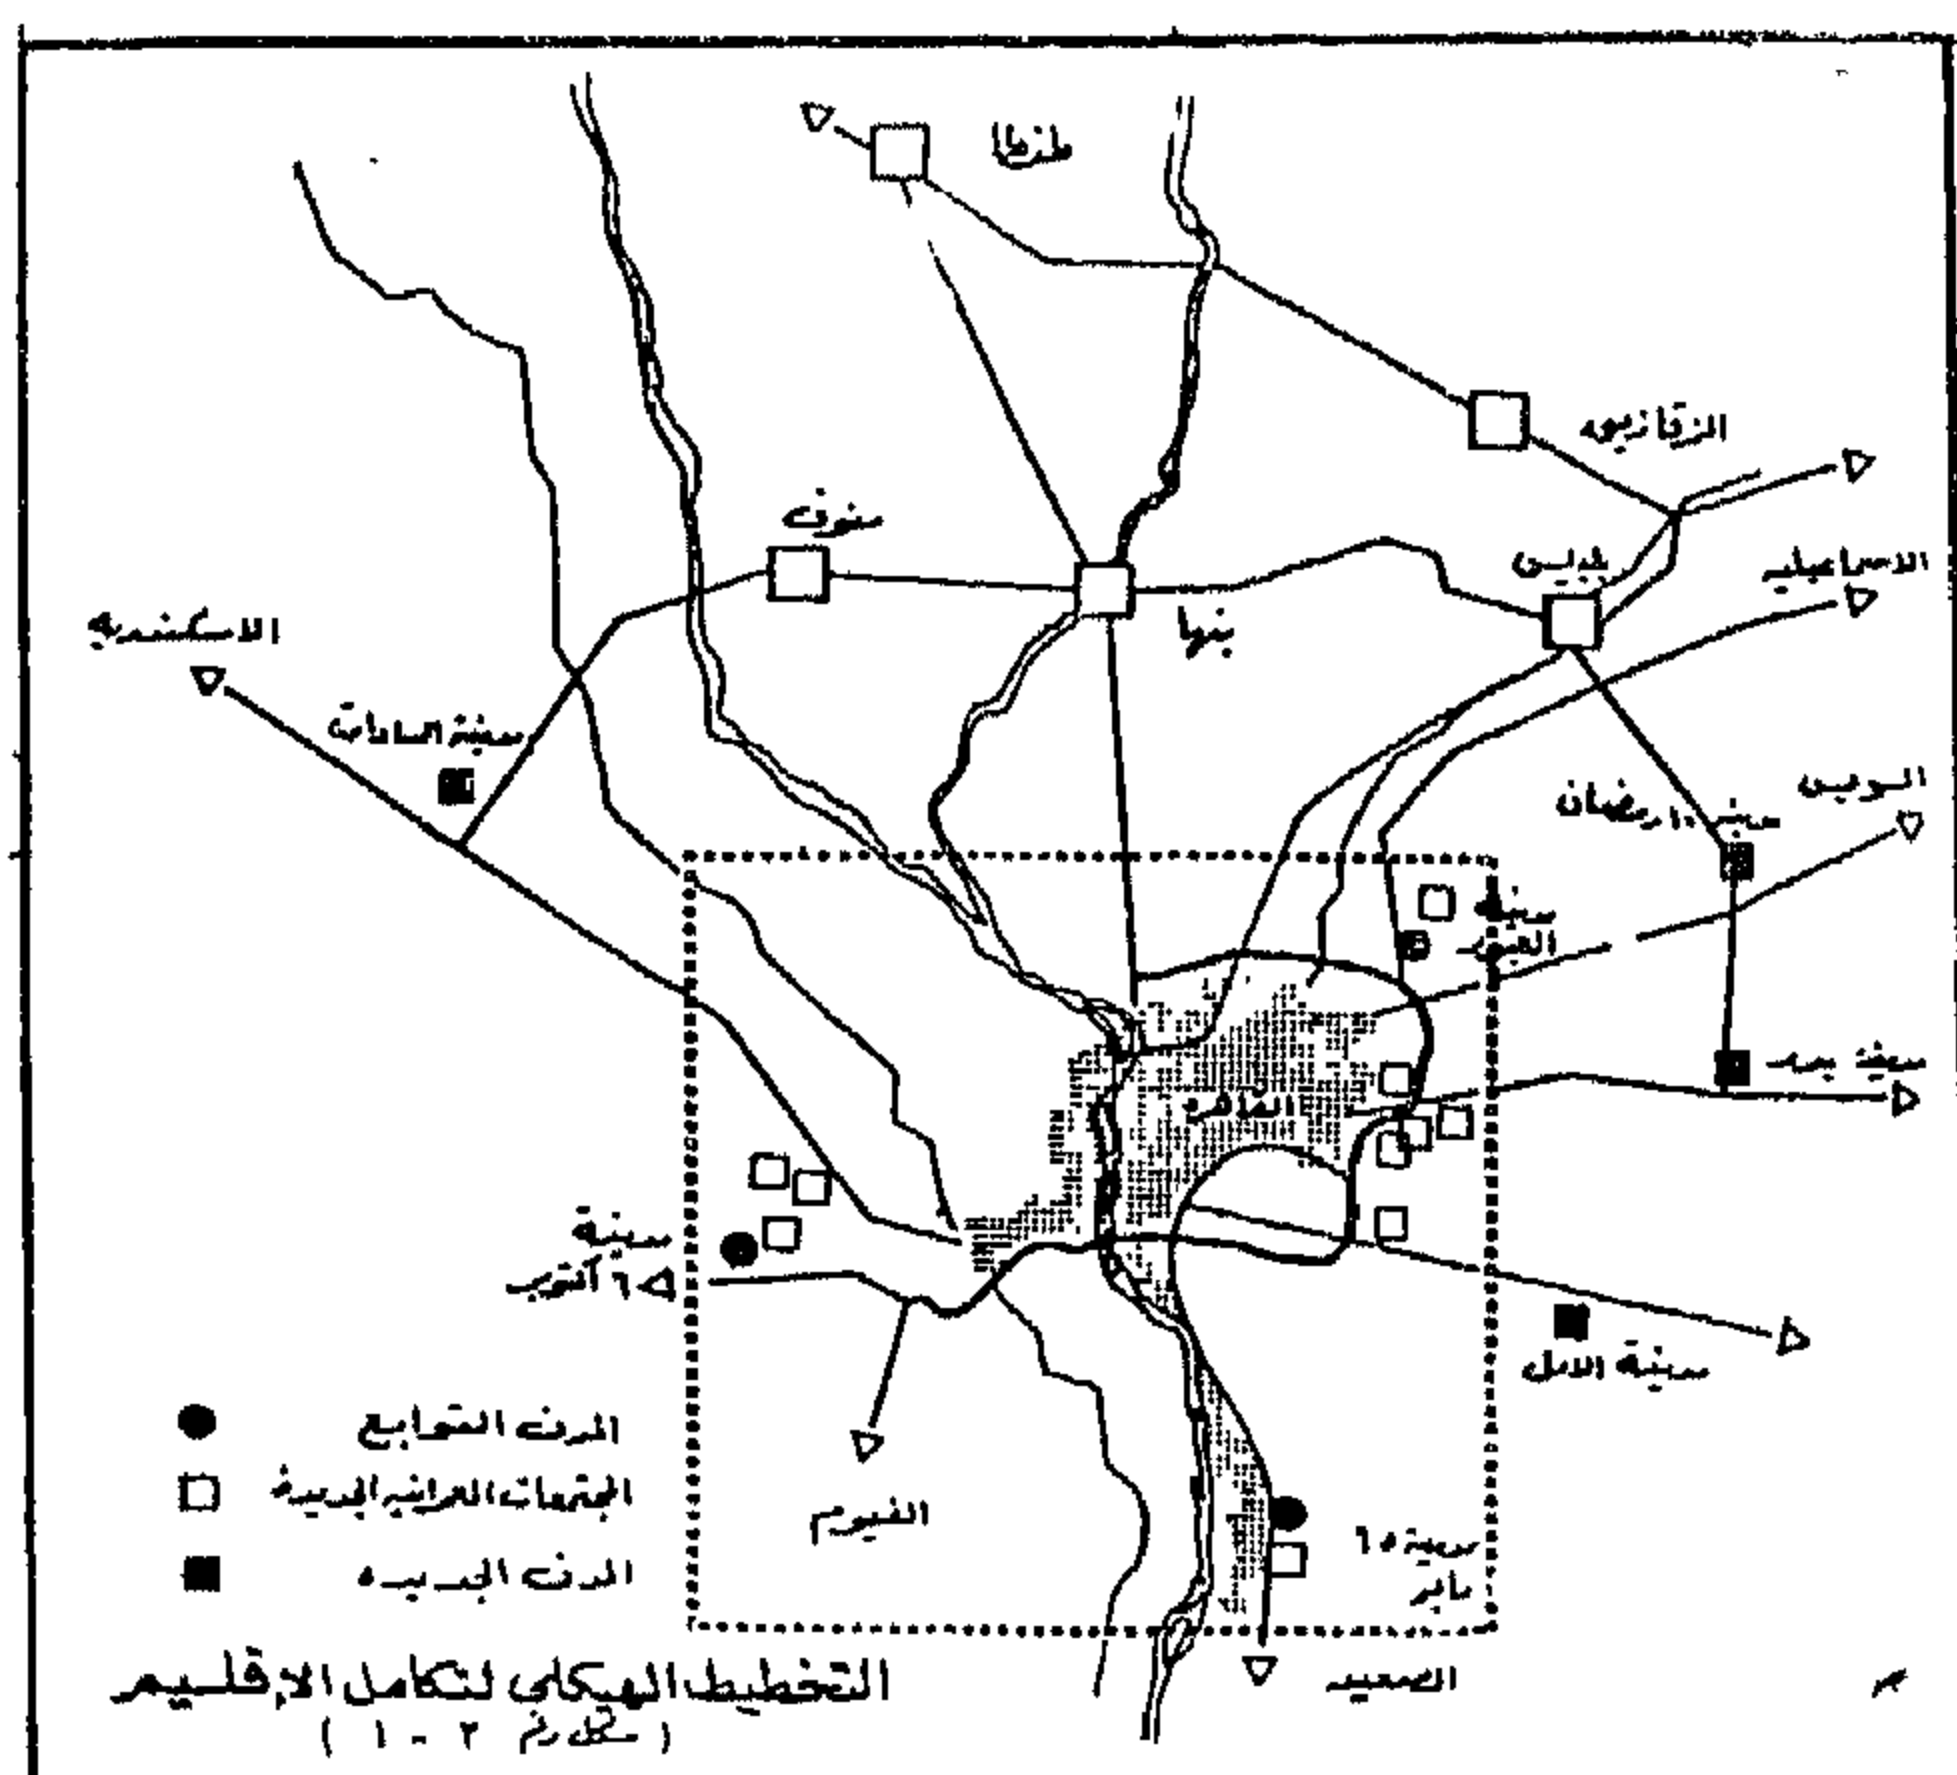 طنطا
الزقازيق
منوف
بلبيس
الاسماعيلية
بنها
الاسكندرية
مدينة السادات
السويس
مدينة ١٠ رمضان
مدينة
العبور
مدينة بدر
القاهرة
مدينة
٦ أكتوبر
مدينة الامل
المدن التوابع
المجتمعات العمرانية الجديدة
المدن الجديده
الفيوم
مدينة ١٥
مايو
الصعيد
التخطيط الهيكلى لتكامل الإقليم
( شكل رقم ٢ - ١ )